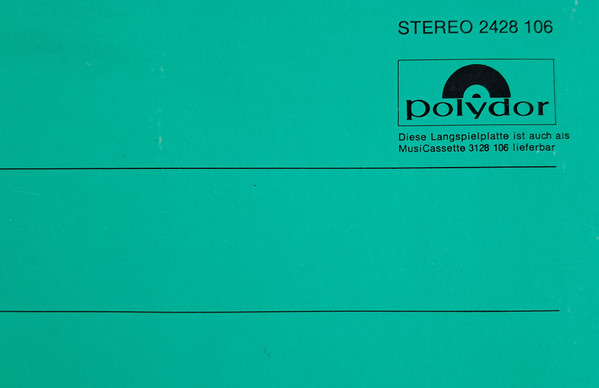 STEREO 2428 106
polydor
Diese Langspielplatte ist auch als
MusiCassette 3128 106 lieferbar